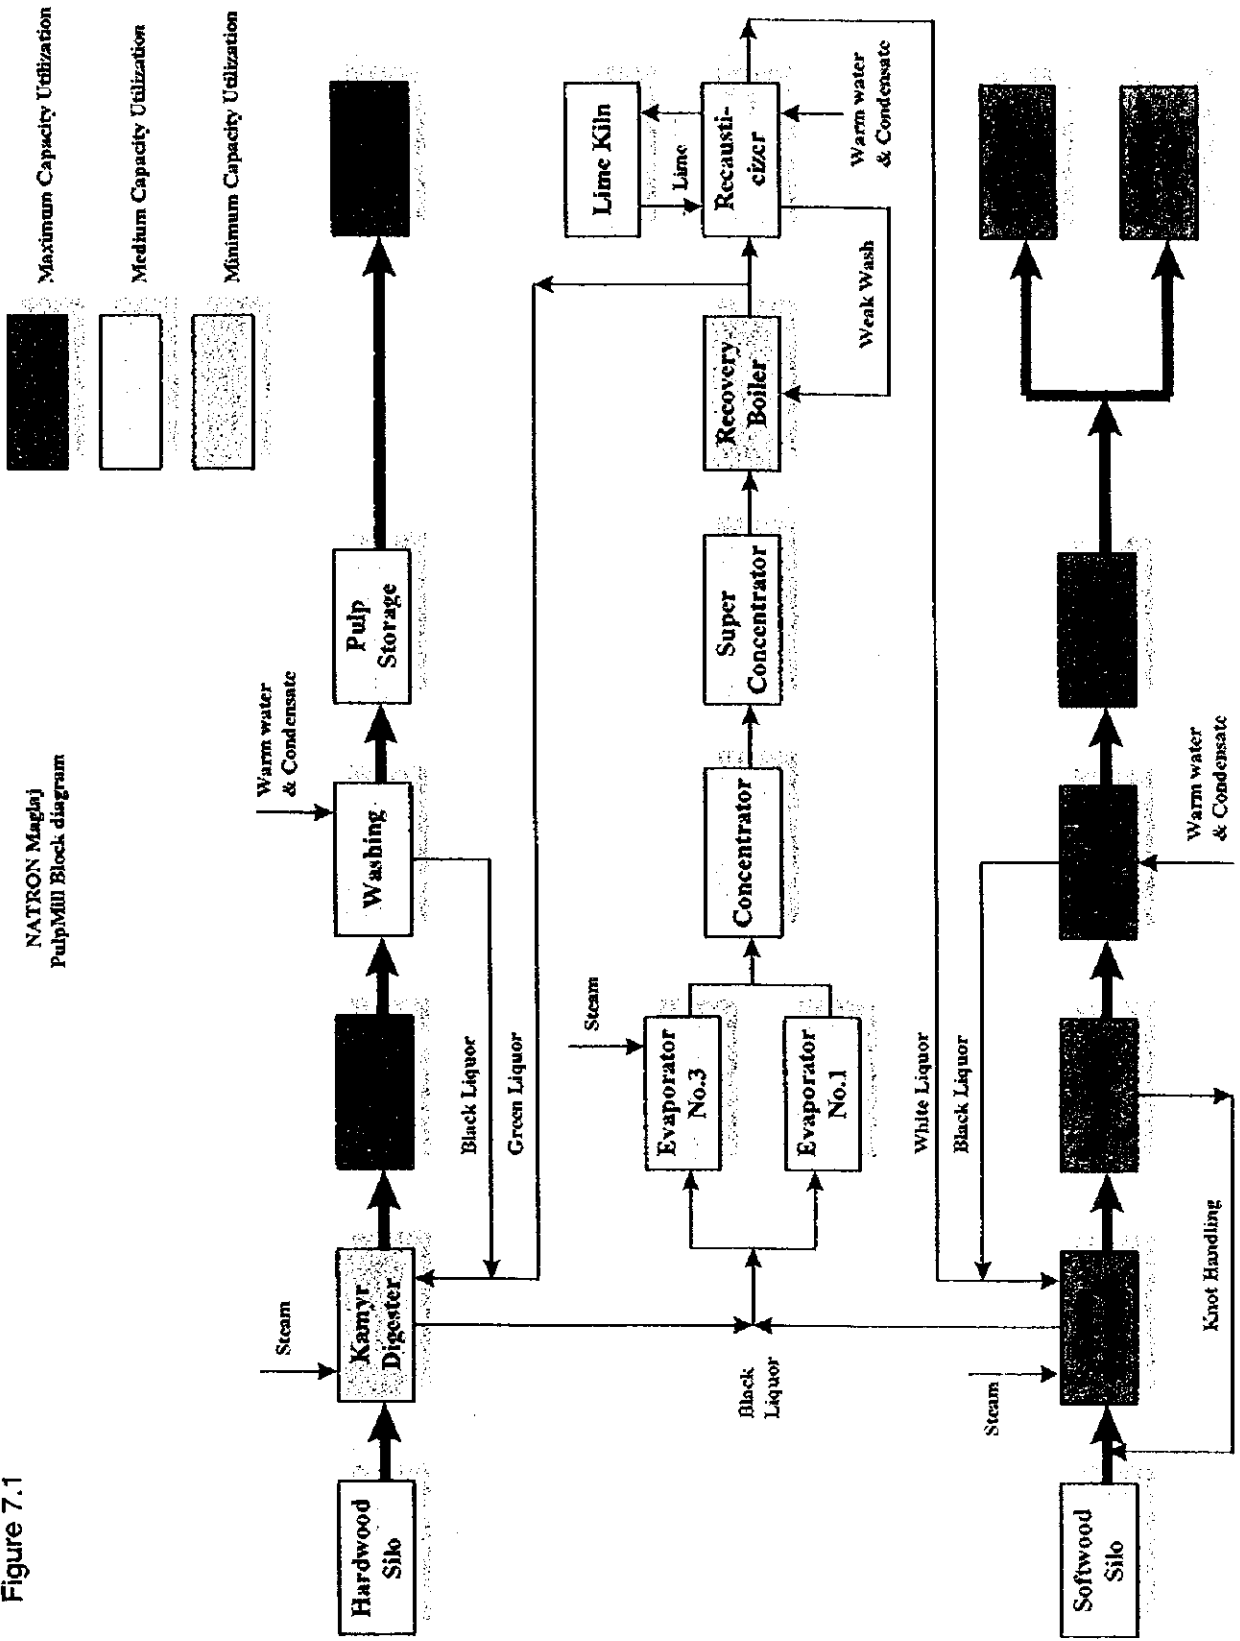 Figure 7.1
NATRON Maglaj
PulpMill Block diagram
Maximum Capacity Utilization
Medium Capacity Utilization
Minimum Capacity Utilization
Steam
Warm water
& Condensate
Hardwood
Silo
Kamyr
Digester
Washing
Pulp
Storage
Black Liquor
Green Liquor
Steam
Lime Kiln
Lime
Evaporator
No.3
Evaporator
No.1
Concentrator
Super
Concentrator
Recovery
Boiler
Recausti-
cizer
Black
Liquor
Weak Wash
Warm water
& Condensate
White Liquor
Black Liquor
Steam
Softwood
Silo
Knot Handling
Warm water
& Condensate